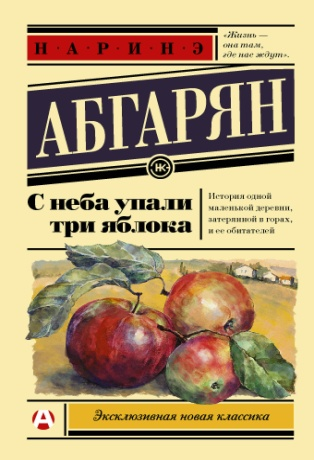 Н·А·Р·И·Н·Э
«Жизнь —
она там,
где нас ждут».
АБГАРЯН
НК
С неба упали
три яблока
История одной
маленькой деревни,
затерянной в горах,
и ее обитателей
А
Эксклюзивная новая классика